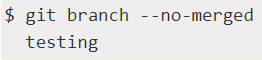 $ git branch --no-merged
testing